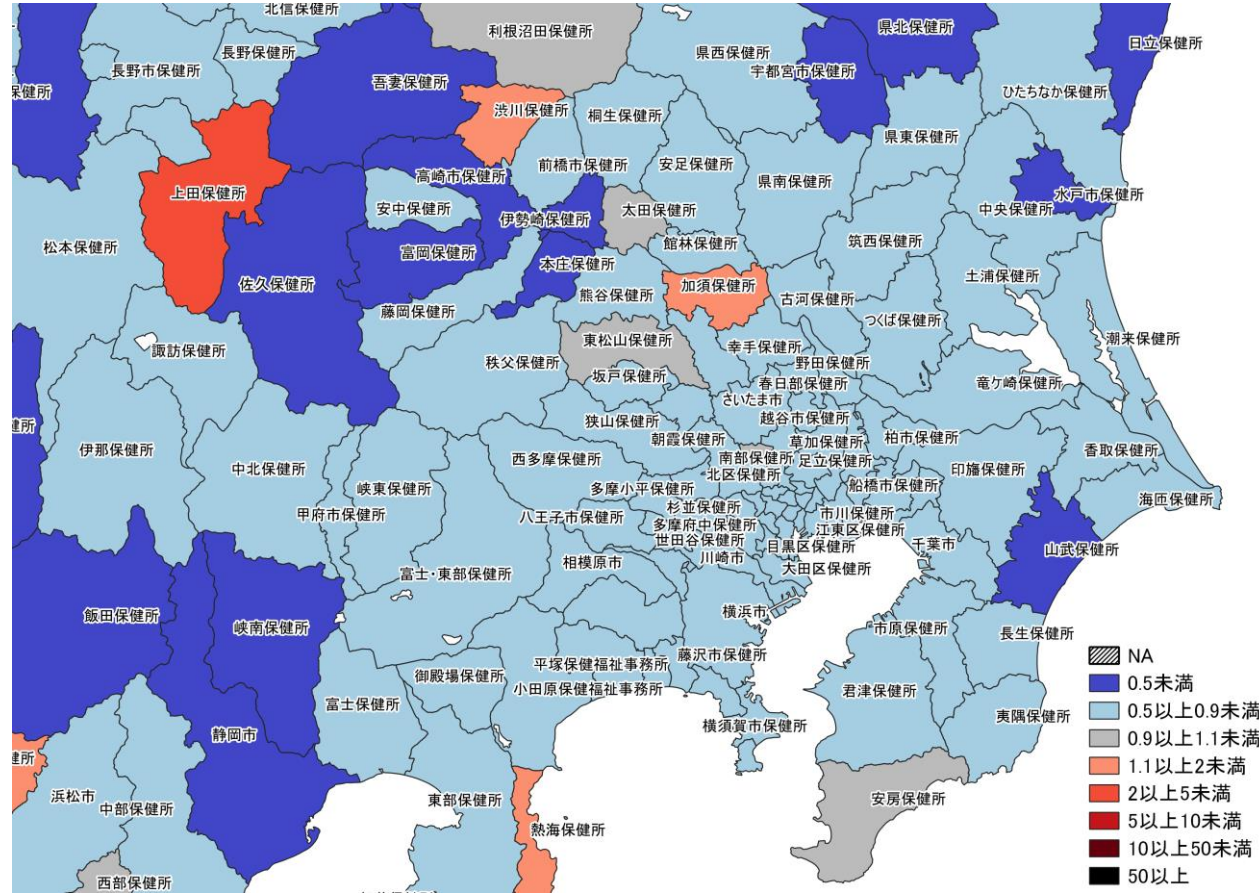 北信保健所
利根沼田保健所
県北保健所
長野保健所
県西保健所
日立保健所
長野市保健所
宇都宮市保健所
吾妻保健所
保健所
ひたちなか保健所
渋川保健所
桐生保健所
県東保健所
前橋市保健所
安足保健所
高崎市保健所
県南保健所
上田保健所
水戸市保健所
安中保健所
太田保健所
中央保健所
伊勢崎保健所
松本保健所
館林保健所
筑西保健所
富岡保健所
本庄保健所
土浦保健所
佐久保健所
加須保健所
熊谷保健所
古河保健所
藤岡保健所
つくば保健所
東松山保健所
潮来保健所
諏訪保健所
幸手保健所
秩父保健所
野田保健所
坂戸保健所
春日部保健所
竜ケ崎保健所
さいたま市
狭山保健所
越谷市保健所
健所
朝霞保健所
草加保健所
柏市保健所
伊那保健所
香取保健所
西多摩保健所
南部保健所
足立保健所
中北保健所
峡東保健所
北区保健所
印旛保健所
多摩小平保健所
船橋市保健所
海匝保健所
杉並保健所
甲府市保健所
八王子市保健所
市川保健所
多摩府中保健所
江東区保健所
世田谷保健所
目黒区保健所
千葉市
山武保健所
川崎市
相模原市
大田区保健所
富士・東部保健所
横浜市
飯田保健所
峡南保健所
市原保健所
長生保健所
藤沢市保健所
平塚保健福祉事務所
御殿場保健所
小田原保健福祉事務所
君津保健所
富士保健所
夷隅保健所
横須賀市保健所
静岡市
健所
浜松市
中部保健所
東部保健所
安房保健所
熱海保健所
西部保健所
NA
0.5未満
0.5以上0.9未満
0.9以上1.1未満
1.1以上2未満
2以上5未満
5以上10未満
10以上50未満
50以上